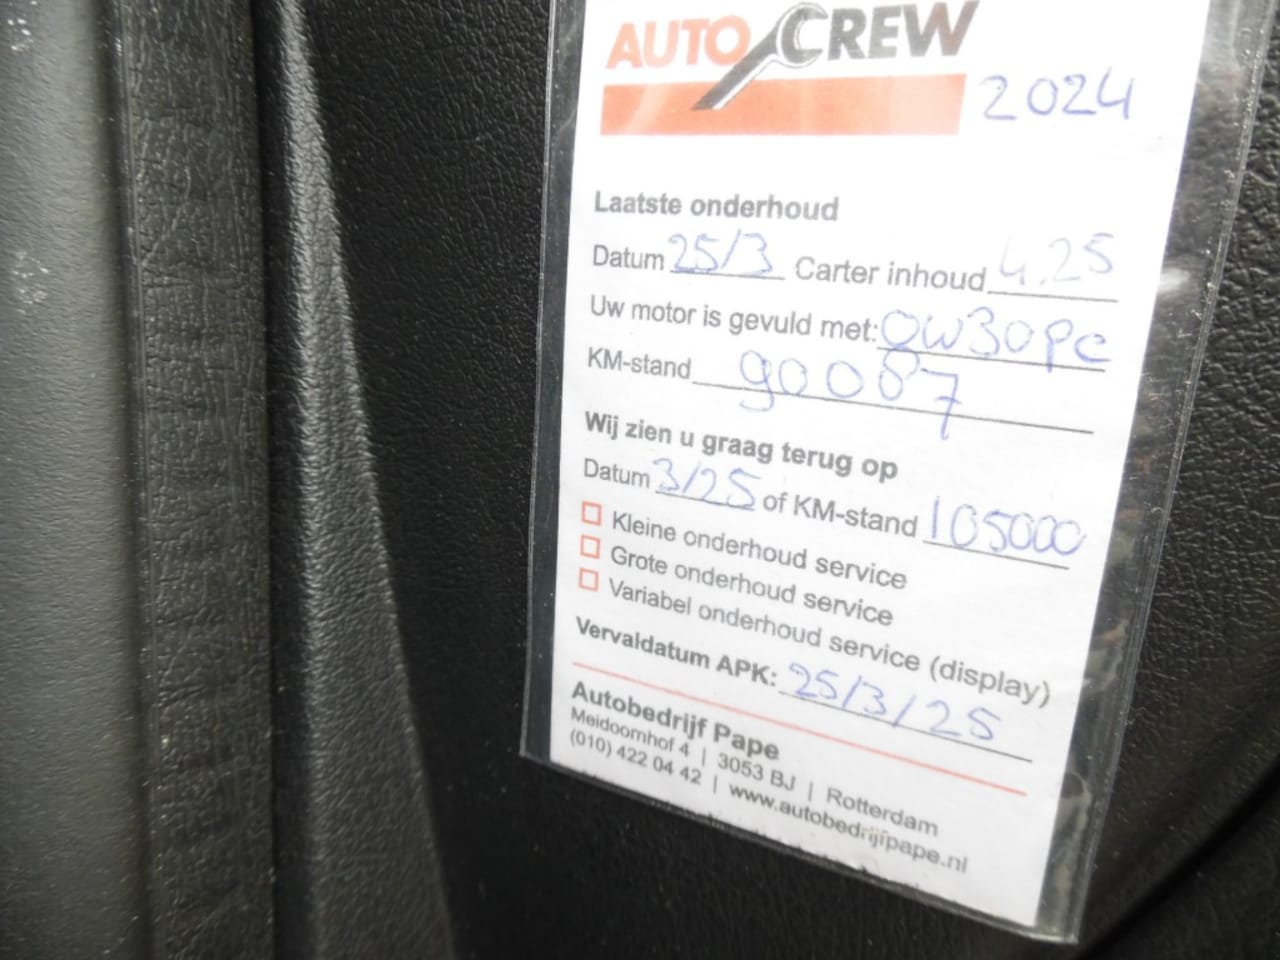 AUTO CREW
2024
Laatste onderhoud
Datum 25/3 Carter inhoud 4,25
Uw motor is gevuld met: 0W30PC
KM-stand 90087
Wij zien u graag terug op
Datum 3/25 of KM-stand 105000
Kleine onderhoud service
Grote onderhoud service
Variabel onderhoud service (display)
Vervaldatum APK: 25/3/25
Autobedrijf Pape
Meidoornhof 4 | 3053 BJ | Rotterdam
(010) 422 04 42 | www.autobedrijfpape.nl